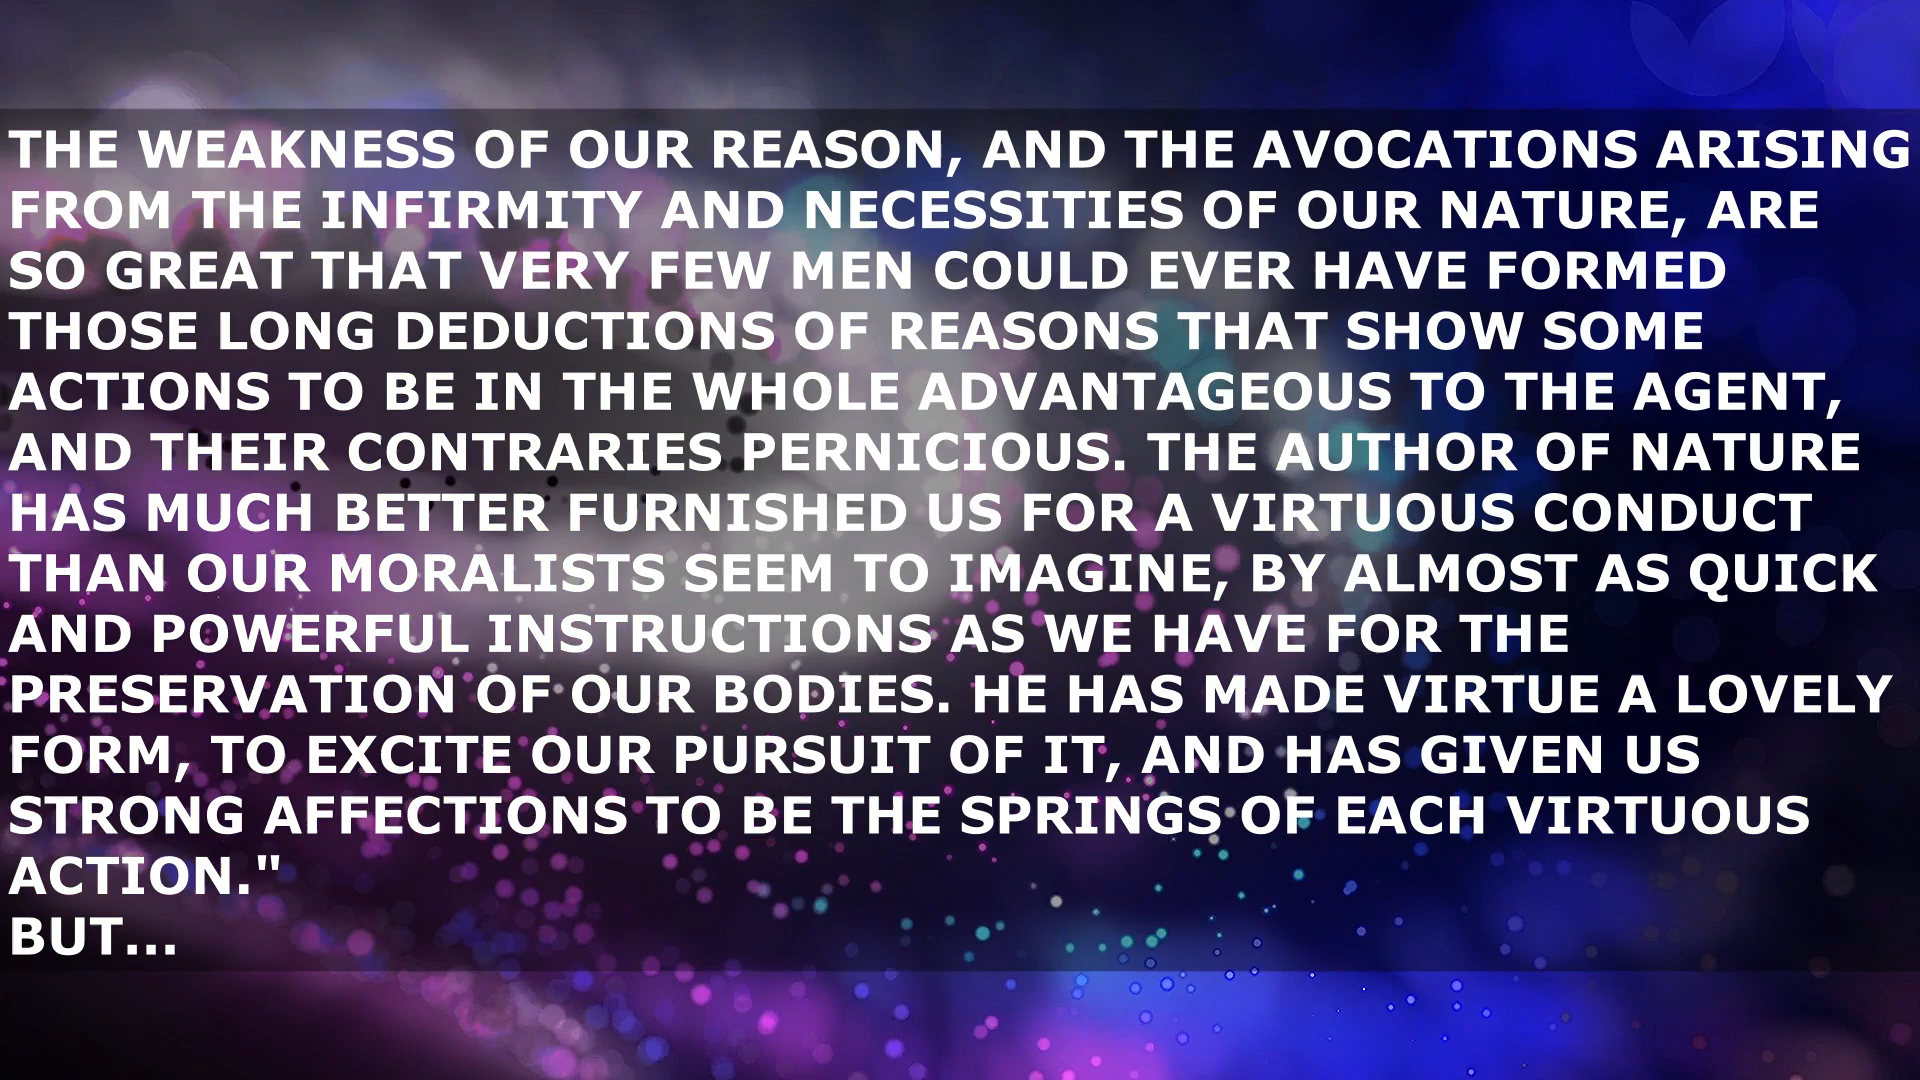 THE WEAKNESS OF OUR REASON, AND THE AVOCATIONS ARISING
FROM THE INFIRMITY AND NECESSITIES OF OUR NATURE, ARE
SO GREAT THAT VERY FEW MEN COULD EVER HAVE FORMED
THOSE LONG DEDUCTIONS OF REASONS THAT SHOW SOME
ACTIONS TO BE IN THE WHOLE ADVANTAGEOUS TO THE AGENT,
AND THEIR CONTRARIES PERNICIOUS. THE AUTHOR OF NATURE
HAS MUCH BETTER FURNISHED US FOR A VIRTUOUS CONDUCT
THAN OUR MORALISTS SEEM TO IMAGINE, BY ALMOST AS QUICK
AND POWERFUL INSTRUCTIONS AS WE HAVE FOR THE
PRESERVATION OF OUR BODIES. HE HAS MADE VIRTUE A LOVELY
FORM, TO EXCITE OUR PURSUIT OF IT, AND HAS GIVEN US
STRONG AFFECTIONS TO BE THE SPRINGS OF EACH VIRTUOUS
ACTION."
BUT...